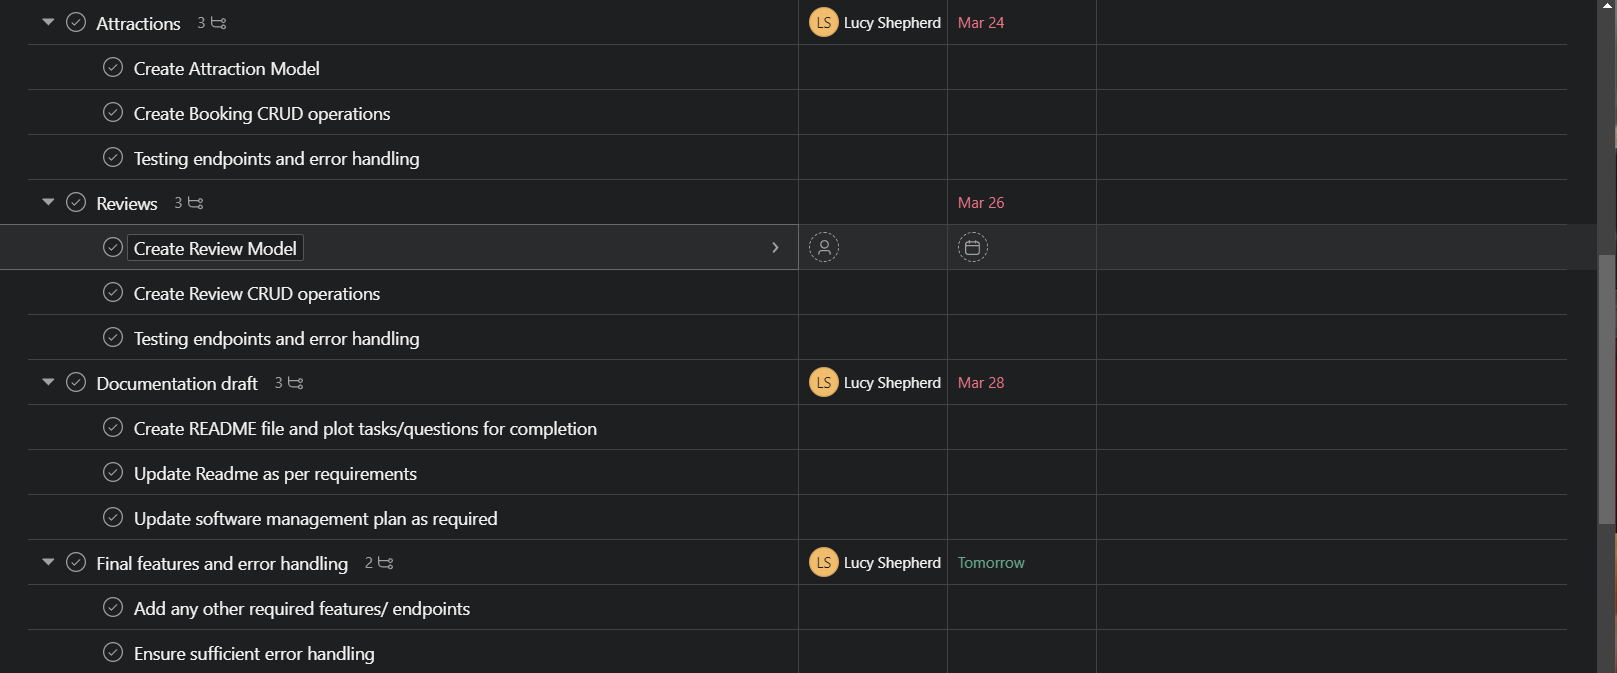 Attractions 3 LS Lucy Shepherd Mar 24
Create Attraction Model
Create Booking CRUD operations
Testing endpoints and error handling
Reviews 3 Mar 26
Create Review Model
Create Review CRUD operations
Testing endpoints and error handling
Documentation draft 3 LS Lucy Shepherd Mar 28
Create README file and plot tasks/questions for completion
Update Readme as per requirements
Update software management plan as required
Final features and error handling 2 LS Lucy Shepherd Tomorrow
Add any other required features/ endpoints
Ensure sufficient error handling